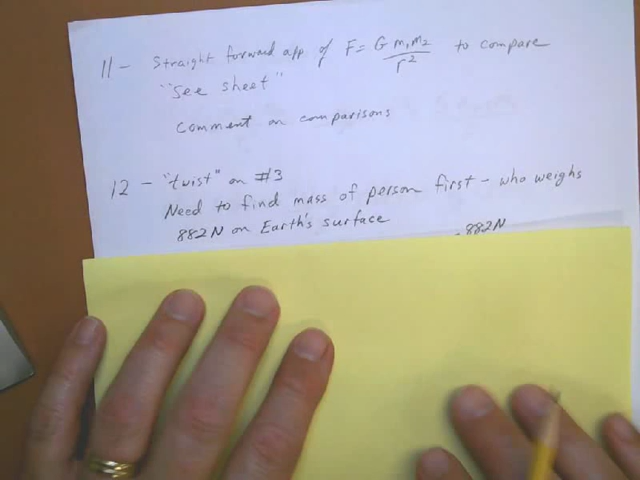 11 - Straight forward app of F = G m₁m₂ / r² to compare
"See sheet"
Comment on comparisons
12 - "twist" on #3
Need to find mass of person first - who weighs
882N on Earth's surface
882N